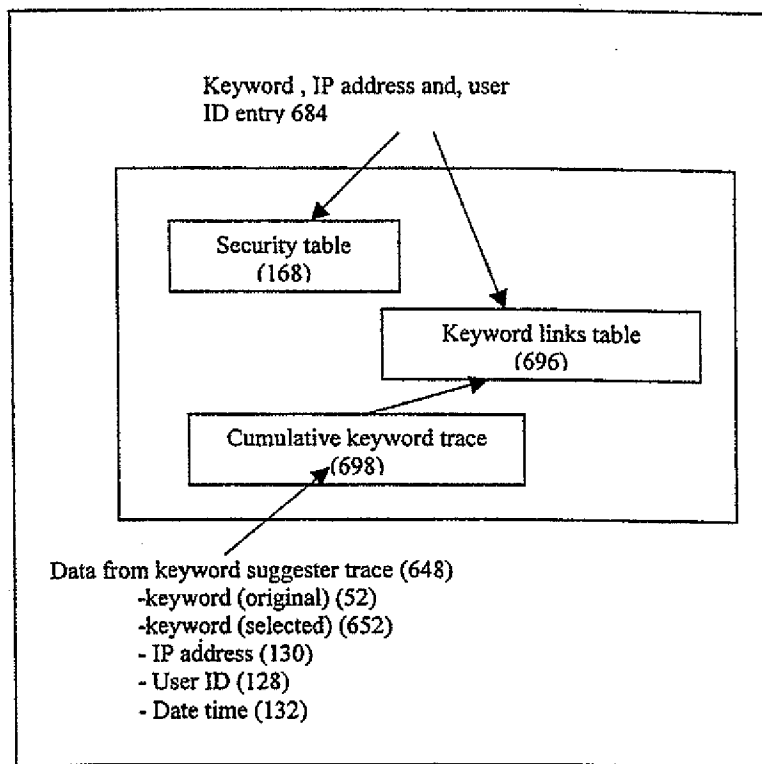 Keyword , IP address and, user
ID entry 684
Security table
(168)
Keyword links table
(696)
Cumulative keyword trace
(698)
Data from keyword suggester trace (648)
-keyword (original) (52)
-keyword (selected) (652)
- IP address (130)
- User ID (128)
- Date time (132)